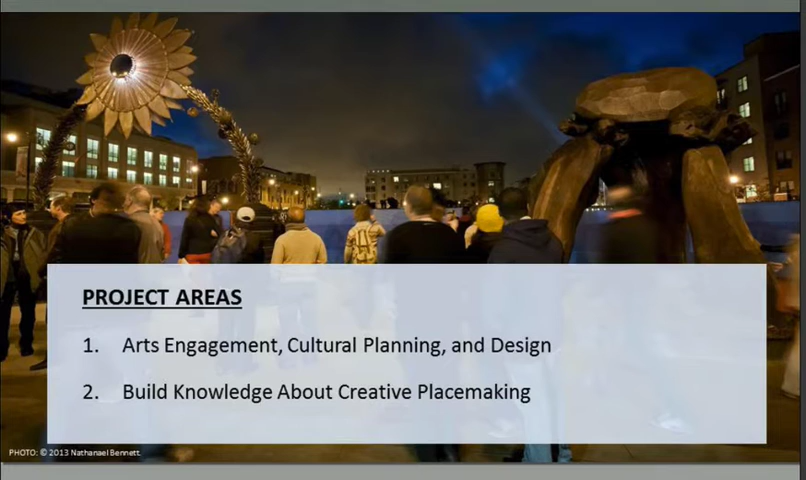 PROJECT AREAS
1. Arts Engagement, Cultural Planning, and Design
2. Build Knowledge About Creative Placemaking
PHOTO: © 2013 Nathanael Bennett.